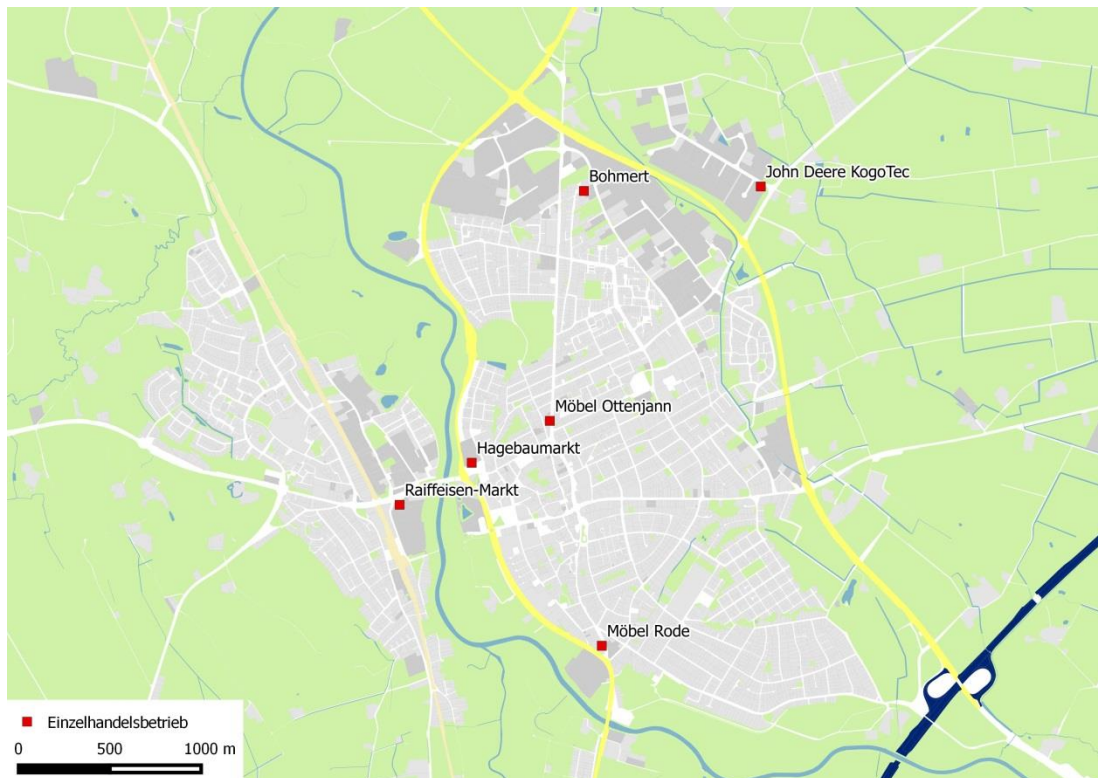 John Deere KogoTec
Bohmert
Möbel Ottenjann
Hagebaumarkt
Raiffeisen-Markt
Möbel Rode
Einzelhandelsbetrieb
0 500 1000 m